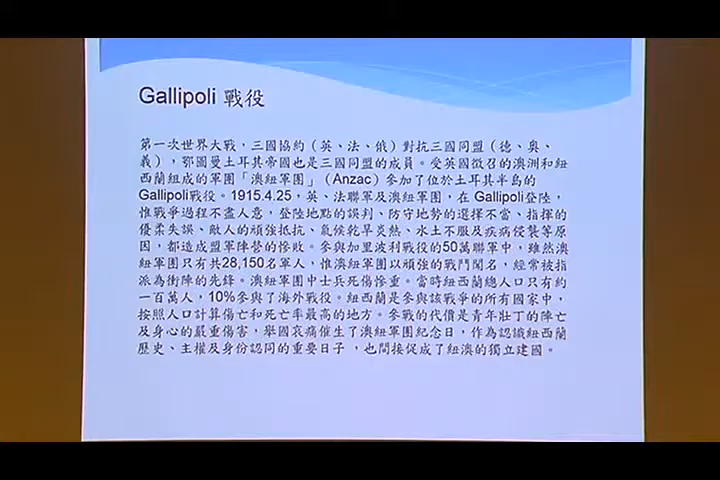 Gallipoli 戰役
第一次世界大戰，三國協約（英、法、俄）對抗三國同盟（德、奧、
義），鄂圖曼土耳其帝國也是三國同盟的成員。受英國徵召的澳洲和紐
西蘭組成的軍團「澳紐軍團」（Anzac）參加了位於土耳其半島的
Gallipoli戰役。1915.4.25，英、法聯軍及澳紐軍團，在 Gallipoli登陸，
惟戰爭過程不盡人意，登陸地點的誤判、防守地勢的選擇不當、指揮的
優柔失誤、敵人的頑強抵抗、氣候乾旱炎熱、水土不服及疾病侵襲等原
因，都造成盟軍陣營的慘敗。參與加里波利戰役的50萬聯軍中，雖然澳
紐軍團只有共28,150名軍人，惟澳紐軍團以頑強的戰鬥聞名，經常被指
派為衝陣的先鋒。澳紐軍團中士兵死傷慘重。當時紐西蘭總人口只有約
一百萬人，10%參與了海外戰役。紐西蘭是參與該戰爭的所有國家中，
按照人口計算傷亡和死亡率最高的地方。參戰的代價是青年壯丁的陣亡
及身心的嚴重傷害，舉國哀痛催生了澳紐軍團紀念日，作為認識紐西蘭
歷史、主權及身份認同的重要日子 ，也間接促成了紐澳的獨立建國。